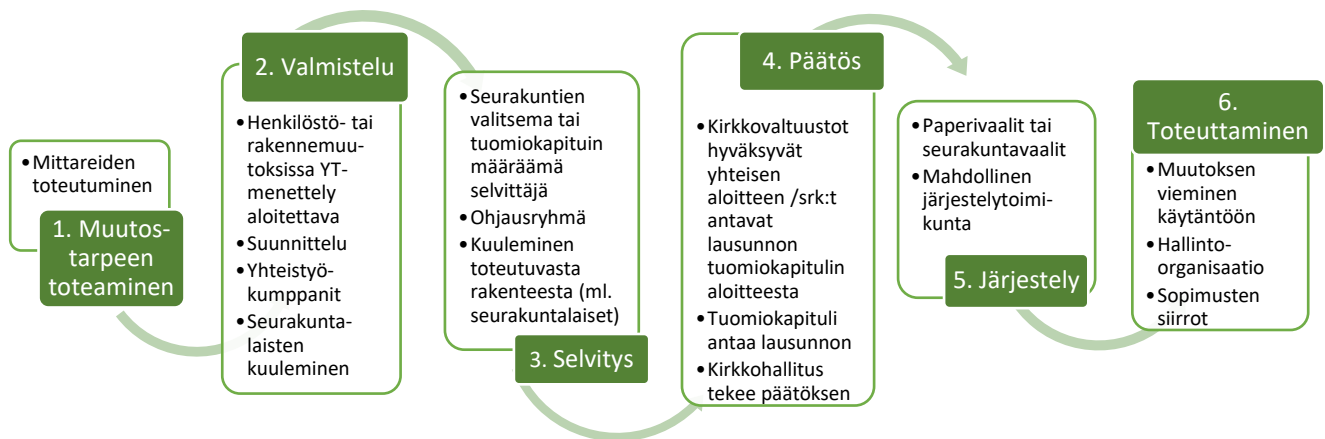 •Mittareiden
toteutuminen
1. Muutos-
tarpeen
toteaminen
2. Valmistelu
•Henkilöstö- tai
rakennemuu-
toksissa YT-
menettely
aloitettava
•Suunnittelu
•Yhteistyö-
kumppanit
•Seurakunta-
laisten
kuuleminen
•Seurakuntien
valitsema tai
tuomiokapituin
määräämä
selvittäjä
•Ohjausryhmä
•Kuuleminen
toteutuvasta
rakenteesta (ml.
seurakuntalaiset)
3. Selvitys
4. Päätös
•Kirkkovaltuustot
hyväksyvät
yhteisen
aloitteen /srk:t
antavat
lausunnon
tuomiokapitulin
aloitteesta
•Tuomiokapituli
antaa lausunnon
•Kirkkohallitus
tekee päätöksen
•Paperivaalit tai
seurakuntavaalit
•Mahdollinen
järjestelytoimi-
kunta
5. Järjestely
6.
Toteuttaminen
•Muutoksen
vieminen
käytäntöön
•Hallinto-
organisaatio
•Sopimusten
siirrot